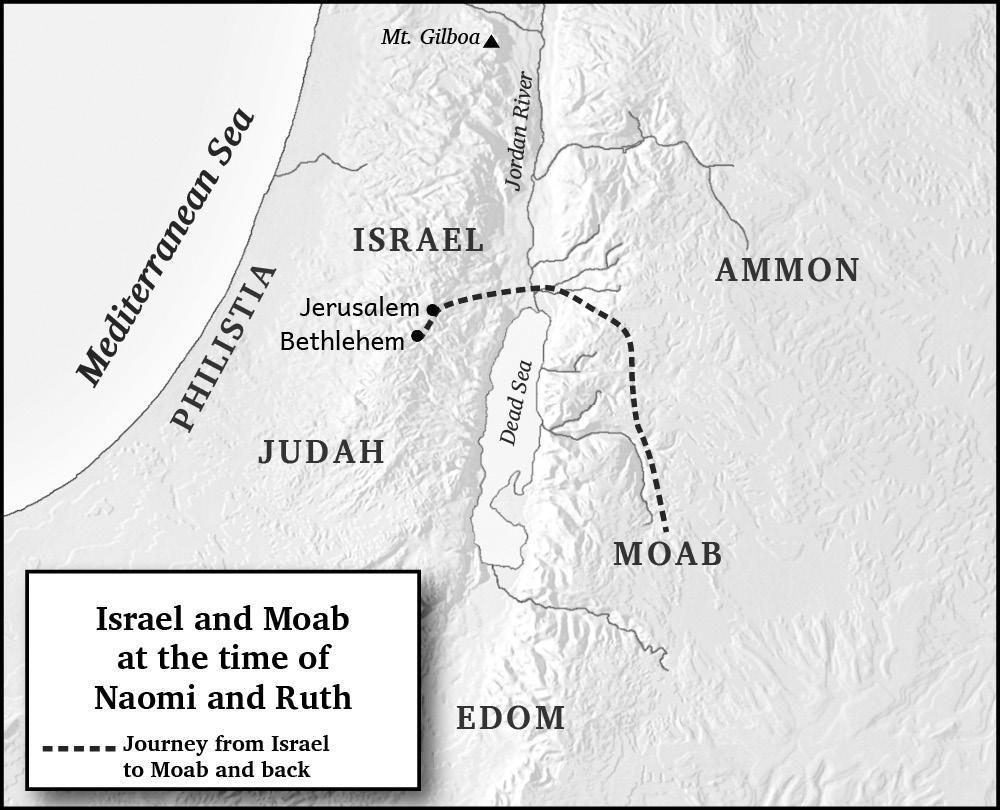 Mt. Gilboa
Jordan River
Mediterranean Sea
ISRAEL
AMMON
PHILISTIA
Jerusalem
Bethlehem
Dead Sea
JUDAH
MOAB
EDOM
Israel and Moab
at the time of
Naomi and Ruth
Journey from Israel
to Moab and back